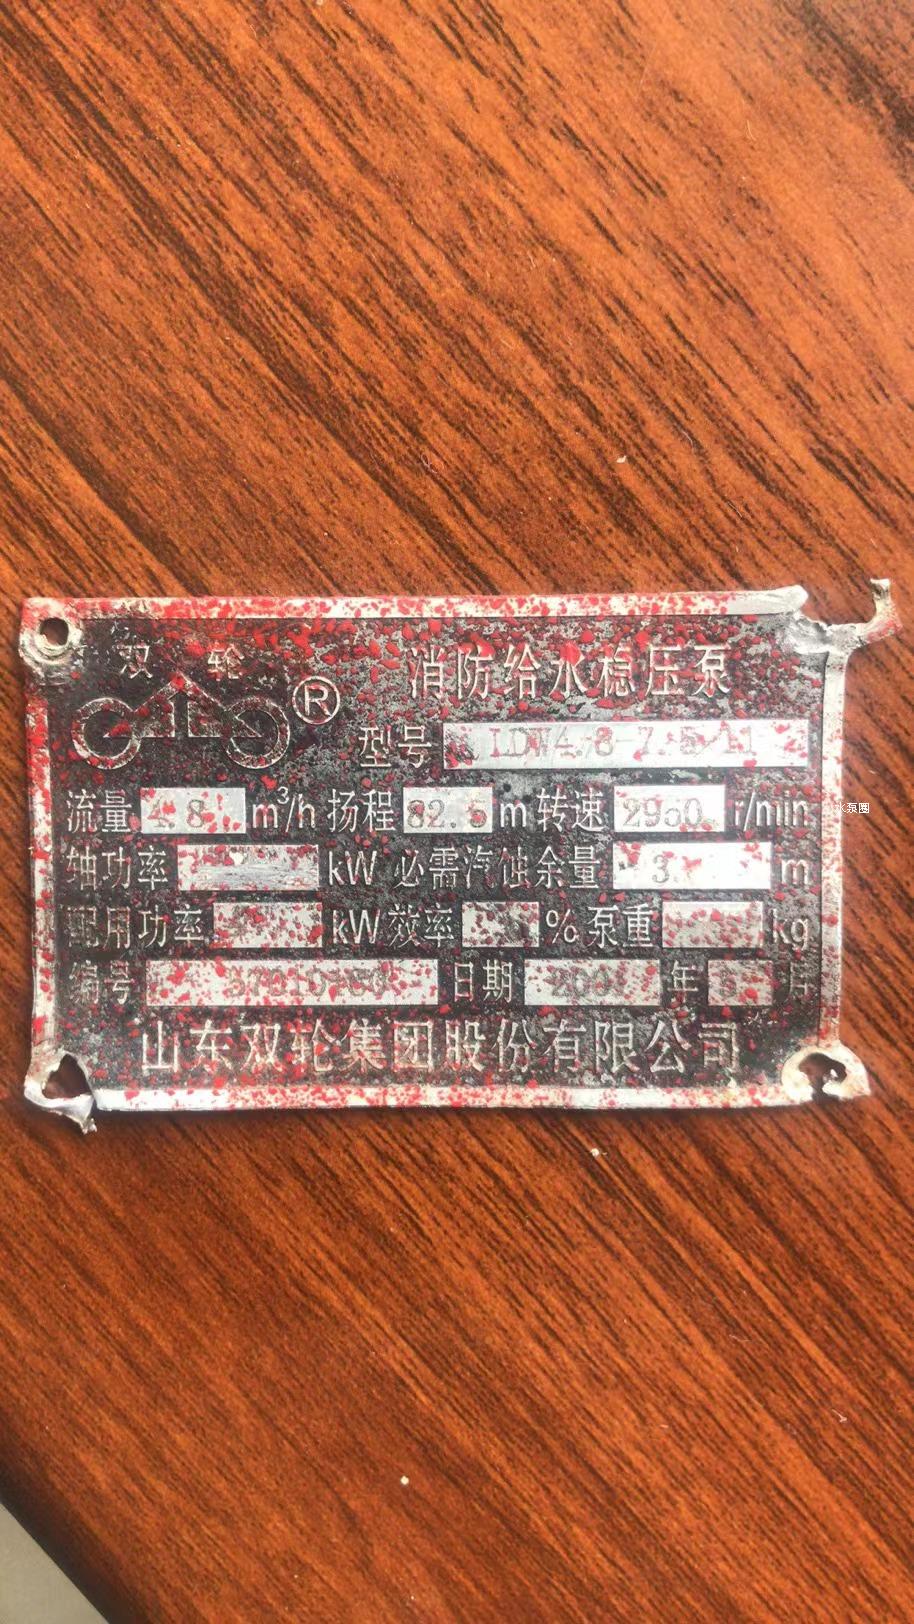 双 轮
®
消防给水稳压泵
型号 LDW4.8-7.5×11
流量 4.8 m³/h 扬程 82.5 m 转速 2950 r/min
轴功率 kW 必需汽蚀余量 3. m
配用功率 kW 效率 % 泵重 kg
编号 日期 年 月
山东双轮集团股份有限公司
水泵圈